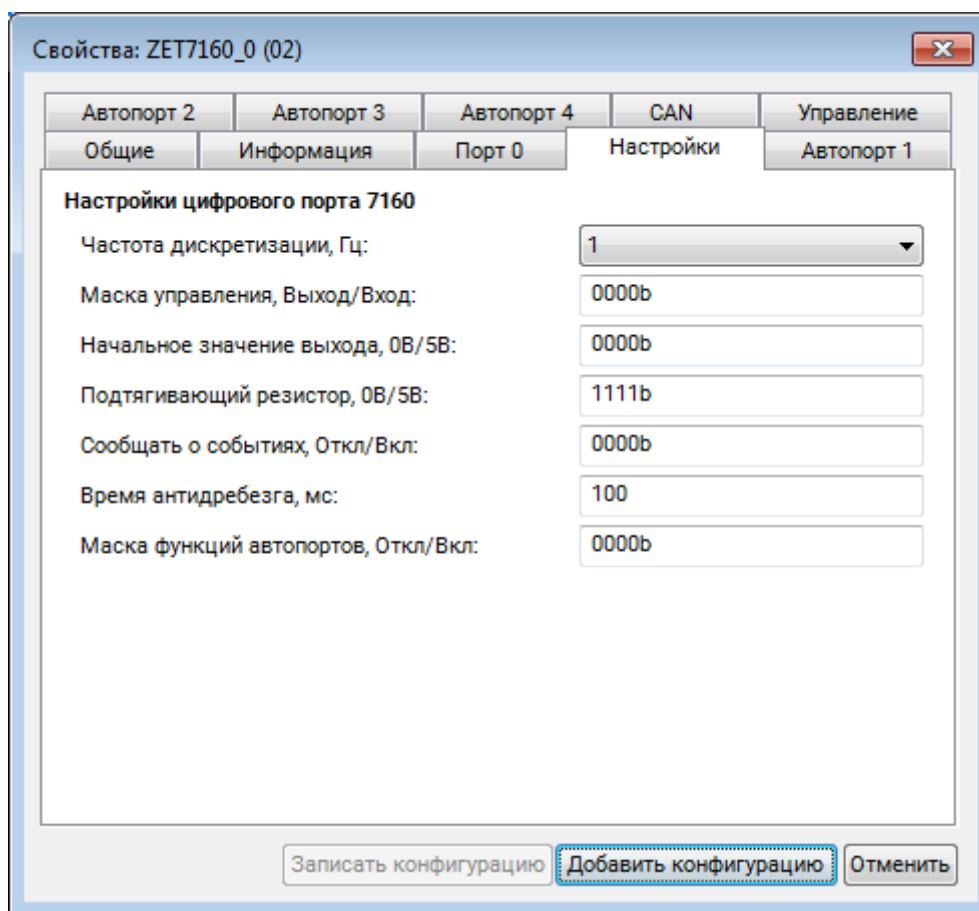 Свойства: ZET7160_0 (02)
Автопорт 2 Автопорт 3 Автопорт 4 CAN Управление
Общие Информация Порт 0 Настройки Автопорт 1
Настройки цифрового порта 7160
Частота дискретизации, Гц: 1
Маска управления, Выход/Вход: 0000b
Начальное значение выхода, 0В/5В: 0000b
Подтягивающий резистор, 0В/5В: 1111b
Сообщать о событиях, Откл/Вкл: 0000b
Время антидребезга, мс: 100
Маска функций автопортов, Откл/Вкл: 0000b
Записать конфигурацию Добавить конфигурацию Отменить